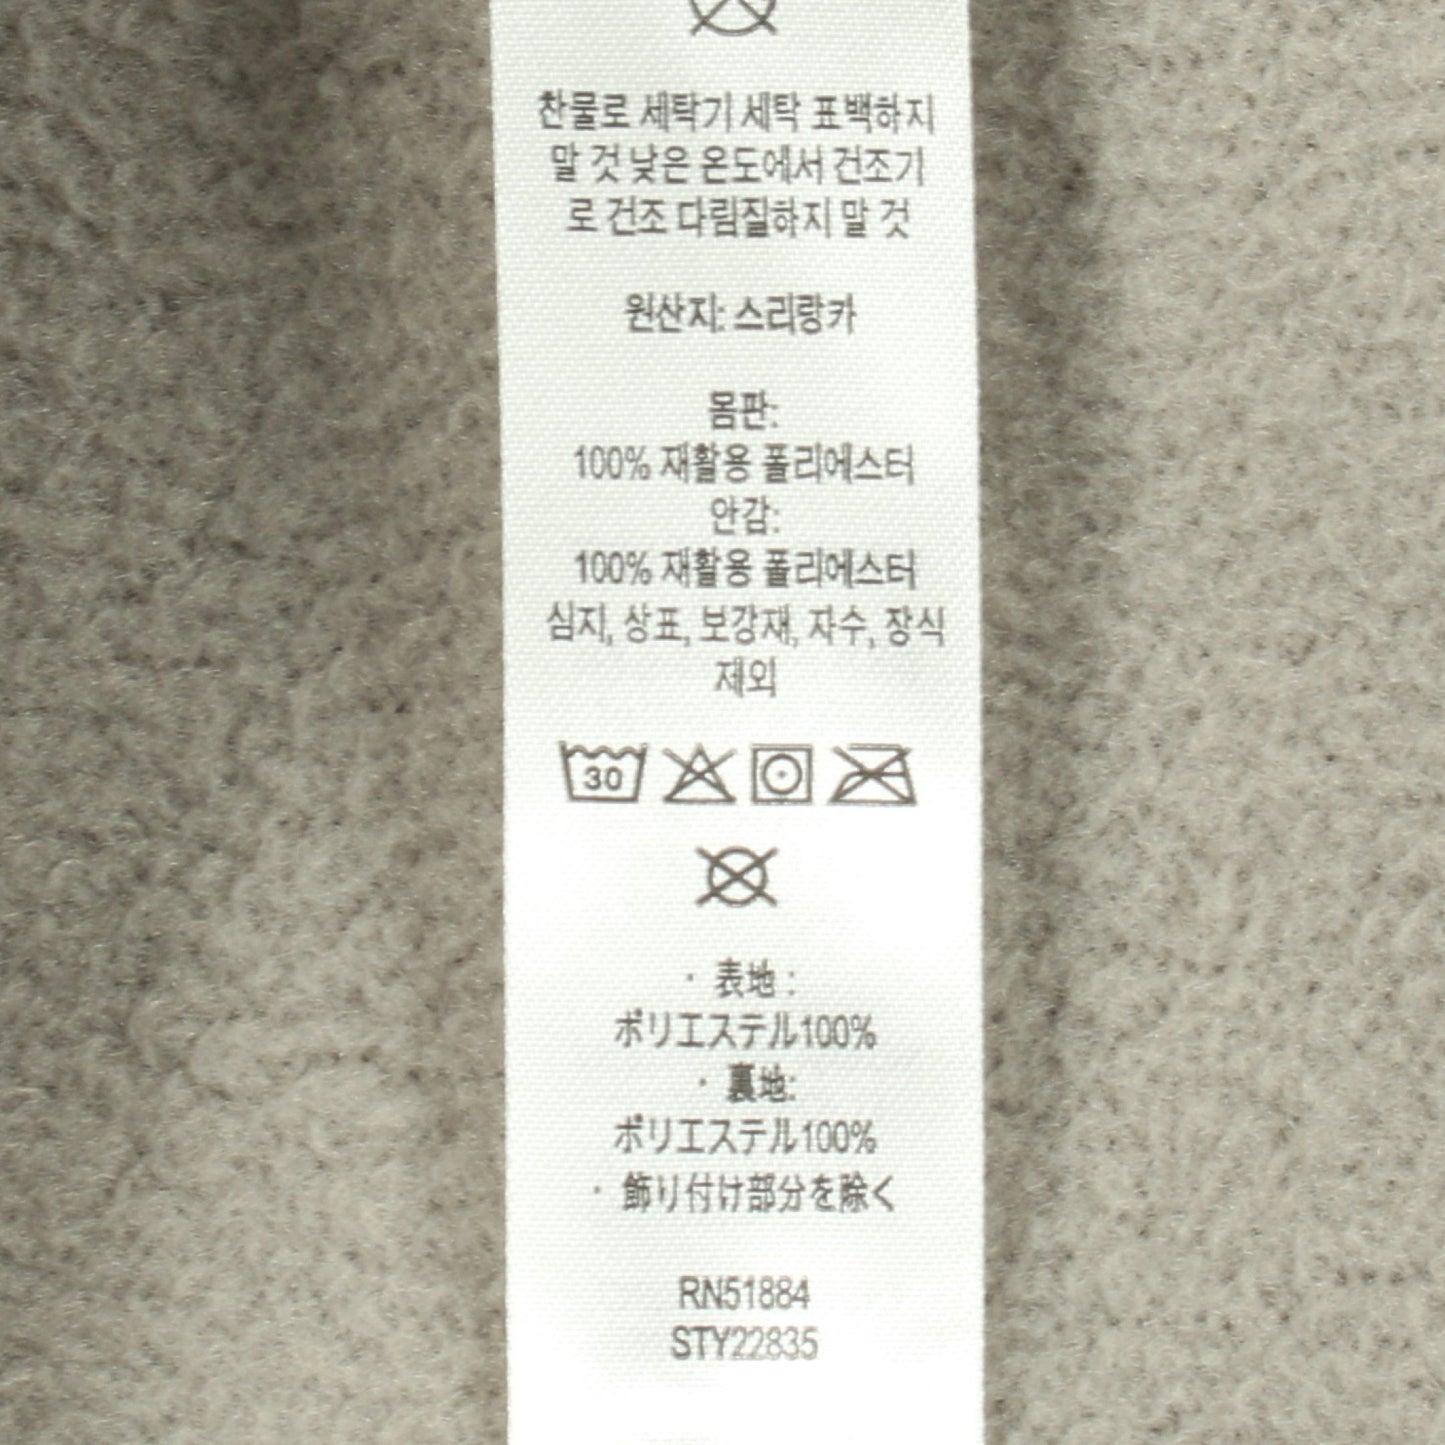 찬물로 세탁기 세탁 표백하지
말 것 낮은 온도에서 건조기
로 건조 다림질하지 말 것
원산지: 스리랑카
몸판:
100% 재활용 폴리에스터
안감:
100% 재활용 폴리에스터
심지, 상표, 보강재, 자수, 장식
제외
30
・ 表地 :
ポリエステル100%
・ 裏地:
ポリエステル100%
・ 飾り付け部分を除く
RN51884
STY22835